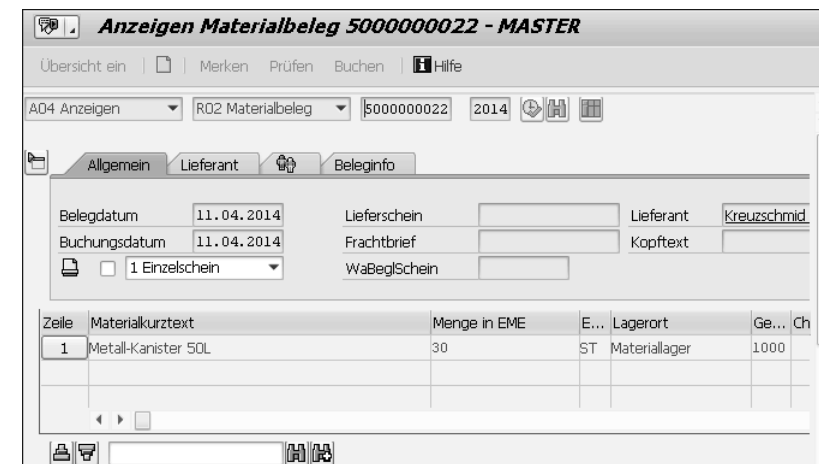 Anzeigen Materialbeleg 5000000022 - MASTER
Übersicht ein Merken Prüfen Buchen Hilfe
A04 Anzeigen R02 Materialbeleg 5000000022 2014
Allgemein Lieferant Beleginfo
Belegdatum 11.04.2014 Lieferschein Lieferant Kreuzschmid
Buchungsdatum 11.04.2014 Frachtbrief Kopftext
1 Einzelschein WaBeglSchein
Zeile Materialkurztext Menge in EME E... Lagerort Ge... Ch
1 Metall-Kanister 50L 30 ST Materiallager 1000